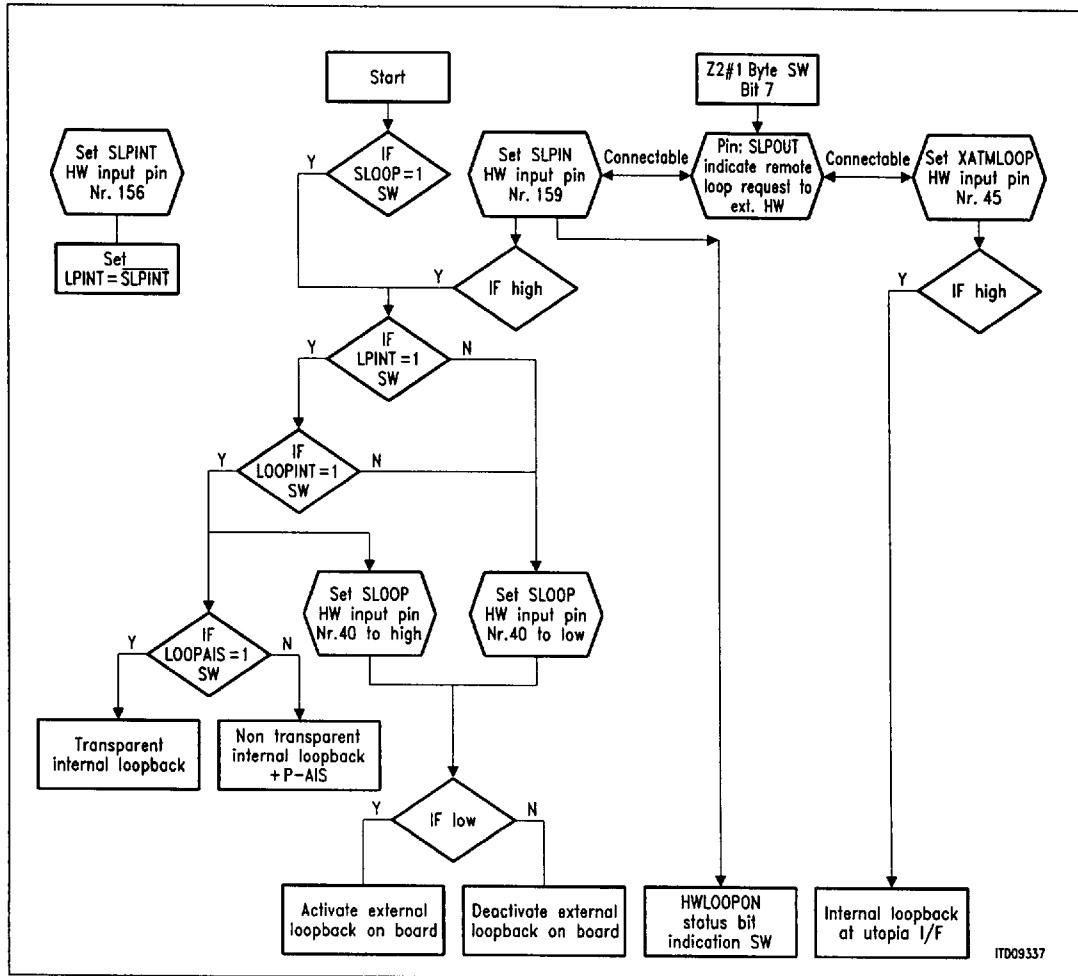 Start
Z2#1 Byte SW
Bit 7
Set SLPINT
HW input pin
Nr. 156
Y
IF
SLOOP=1
SW
Set SLPIN
HW input pin
Nr. 159
Connectable
Pin: SLPOUT
indicate remote
loop request to
ext. HW
Connectable
Set XATMLOOP
HW input pin
Nr. 45
Set
LPINT=SLPINT
Y
IF high
Y
IF high
Y
IF
LPINT=1
SW
N
Y
IF
LOOPINT=1
SW
N
Set SLOOP
HW input pin
Nr.40 to high
Set SLOOP
HW input pin
Nr.40 to low
Y
IF
LOOPAIS=1
SW
N
Transparent
internal loopback
Non transparent
internal loopback
+P-AIS
Y
IF low
N
Activate external
loopback on board
Deactivate external
loopback on board
HWLOOPON
status bit
indication SW
Internal loopback
at utopia I/F
ITD09337